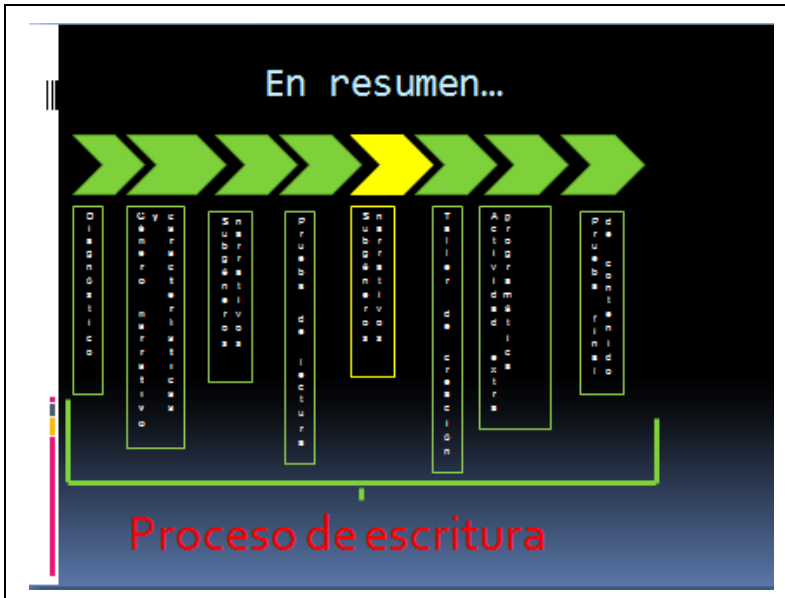 En resumen…
Diagnóstico
Género narrativo
y características
Subgéneros
narrativos
Prueba de lectura
Subgéneros
narrativos
Taller de creación
Actividad extra
programática
Prueba final
de contenido
Proceso de escritura